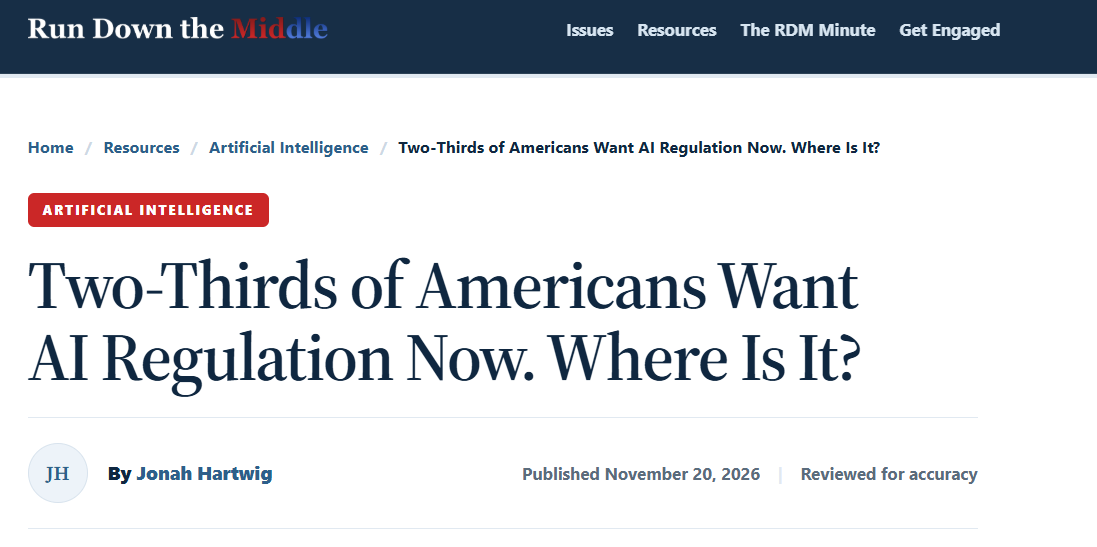 Run Down the Middle
Issues Resources The RDM Minute Get Engaged
Home / Resources / Artificial Intelligence / Two-Thirds of Americans Want AI Regulation Now. Where Is It?
ARTIFICIAL INTELLIGENCE
Two-Thirds of Americans Want
AI Regulation Now. Where Is It?
JH
By Jonah Hartwig
Published November 20, 2026 | Reviewed for accuracy